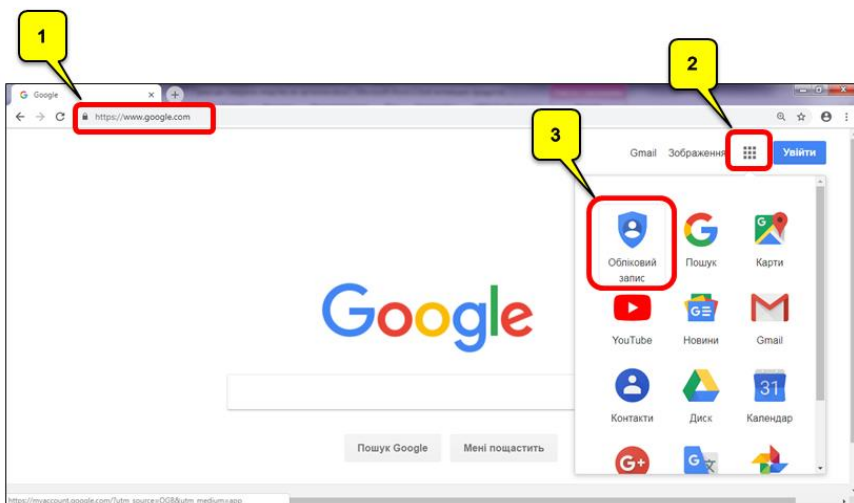 1
2
Google
https://www.google.com
3
Gmail Зображення Увійти
Обліковий запис
Пошук
Карти
G
Google
YouTube
Новини
Gmail
31
Контакти
Диск
Календар
Пошук Google Мені пощастить
G+
G
https://myaccount.google.com/?utm_source=OGB&utm_medium=app